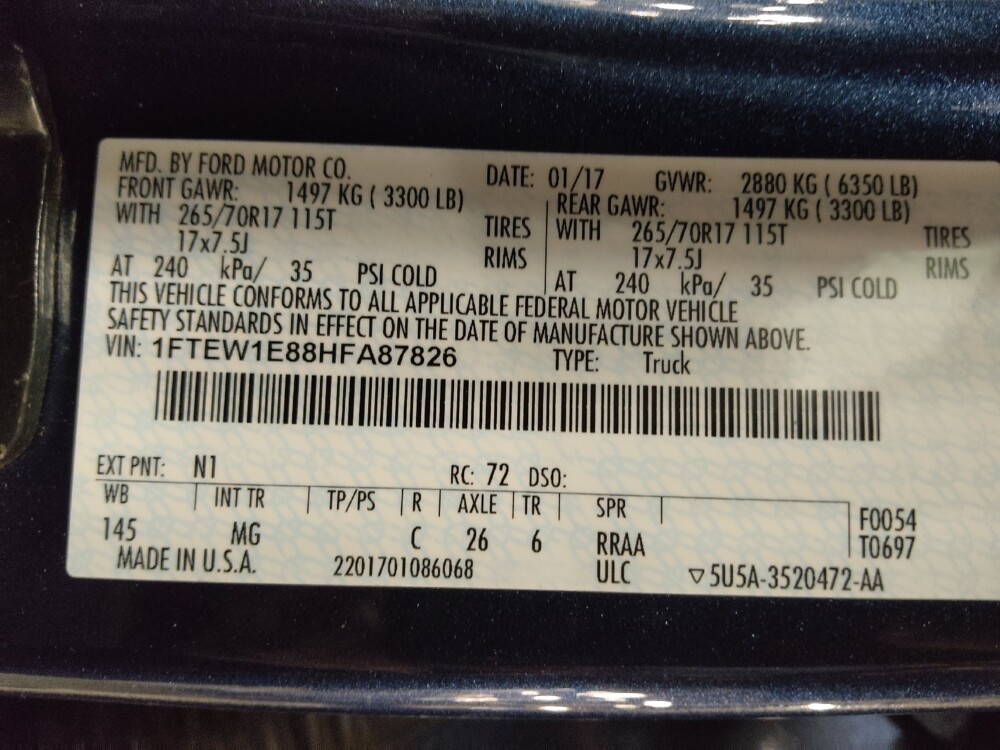 MFD. BY FORD MOTOR CO. DATE: 01/17 GVWR: 2880 KG ( 6350 LB)
FRONT GAWR: 1497 KG ( 3300 LB) REAR GAWR: 1497 KG ( 3300 LB)
WITH 265/70R17 115T TIRES WITH 265/70R17 115T TIRES
17x7.5J RIMS 17x7.5J RIMS
AT 240 kPa/ 35 PSI COLD AT 240 kPa/ 35 PSI COLD
THIS VEHICLE CONFORMS TO ALL APPLICABLE FEDERAL MOTOR VEHICLE
SAFETY STANDARDS IN EFFECT ON THE DATE OF MANUFACTURE SHOWN ABOVE.
VIN: 1FTEW1E88HFA87826 TYPE: Truck
EXT PNT: N1 RC: 72 DSO:
WB INT TR TP/PS R AXLE TR SPR F0054
145 MG C 26 6 RRAA T0697
MADE IN U.S.A. 2201701086068 ULC ▽5U5A-3520472-AA